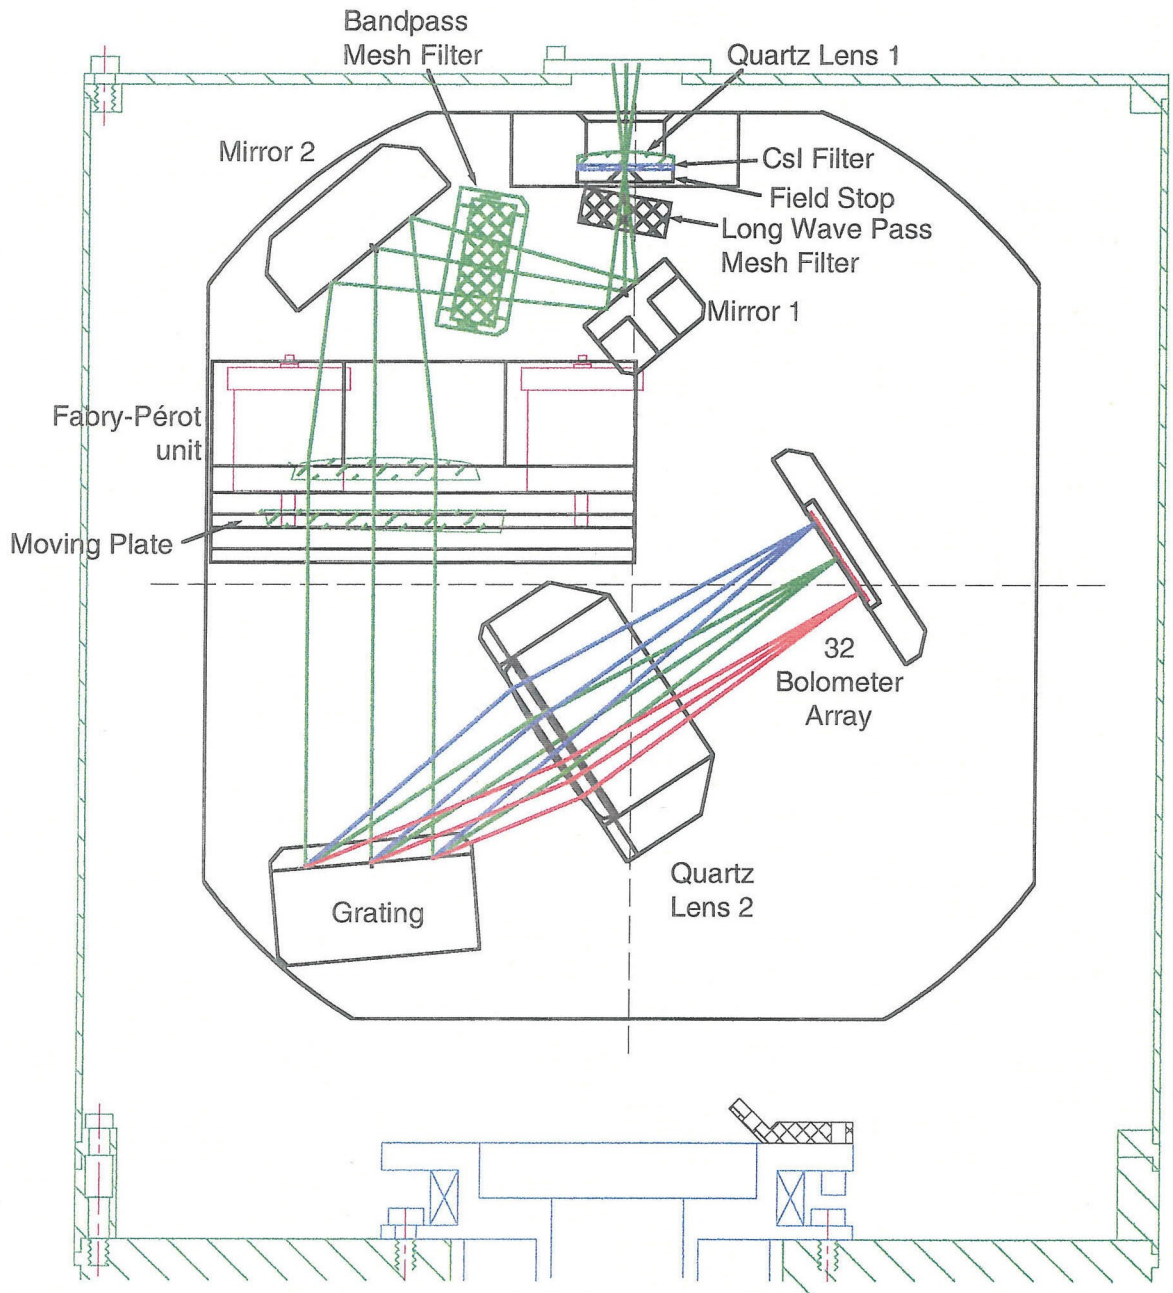 Bandpass
Mesh Filter
Quartz Lens 1
Mirror 2
CsI Filter
Field Stop
Long Wave Pass
Mesh Filter
Mirror 1
Fabry-Pérot
unit
Moving Plate
32
Bolometer
Array
Quartz
Lens 2
Grating